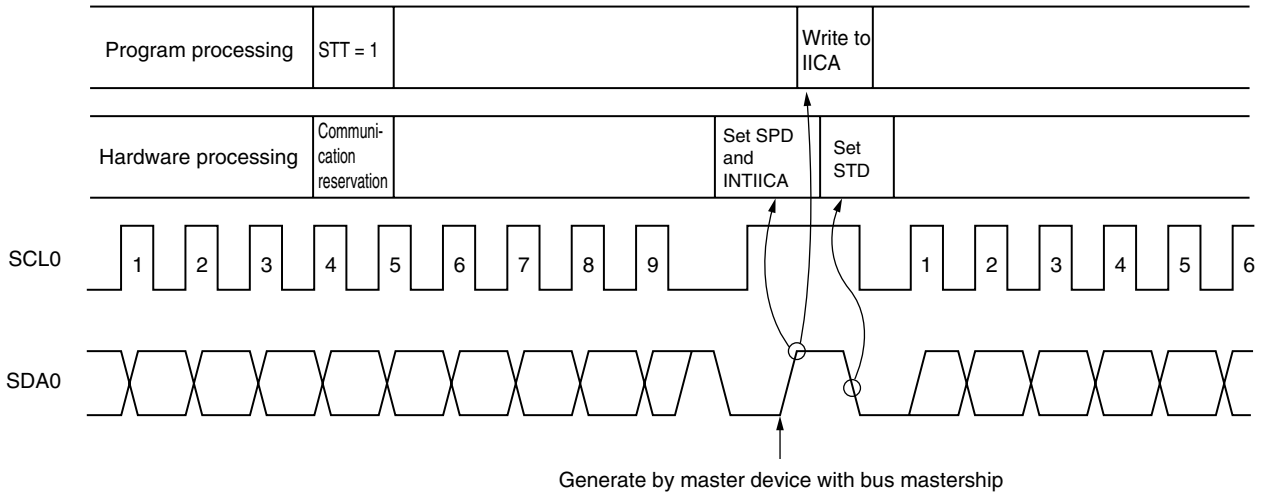 Program processing
STT = 1
Write to
IICA
Hardware processing
Communi-
cation
reservation
Set SPD
and
INTIICA
Set
STD
SCL0
1 2 3 4 5 6 7 8 9 1 2 3 4 5 6
SDA0
Generate by master device with bus mastership